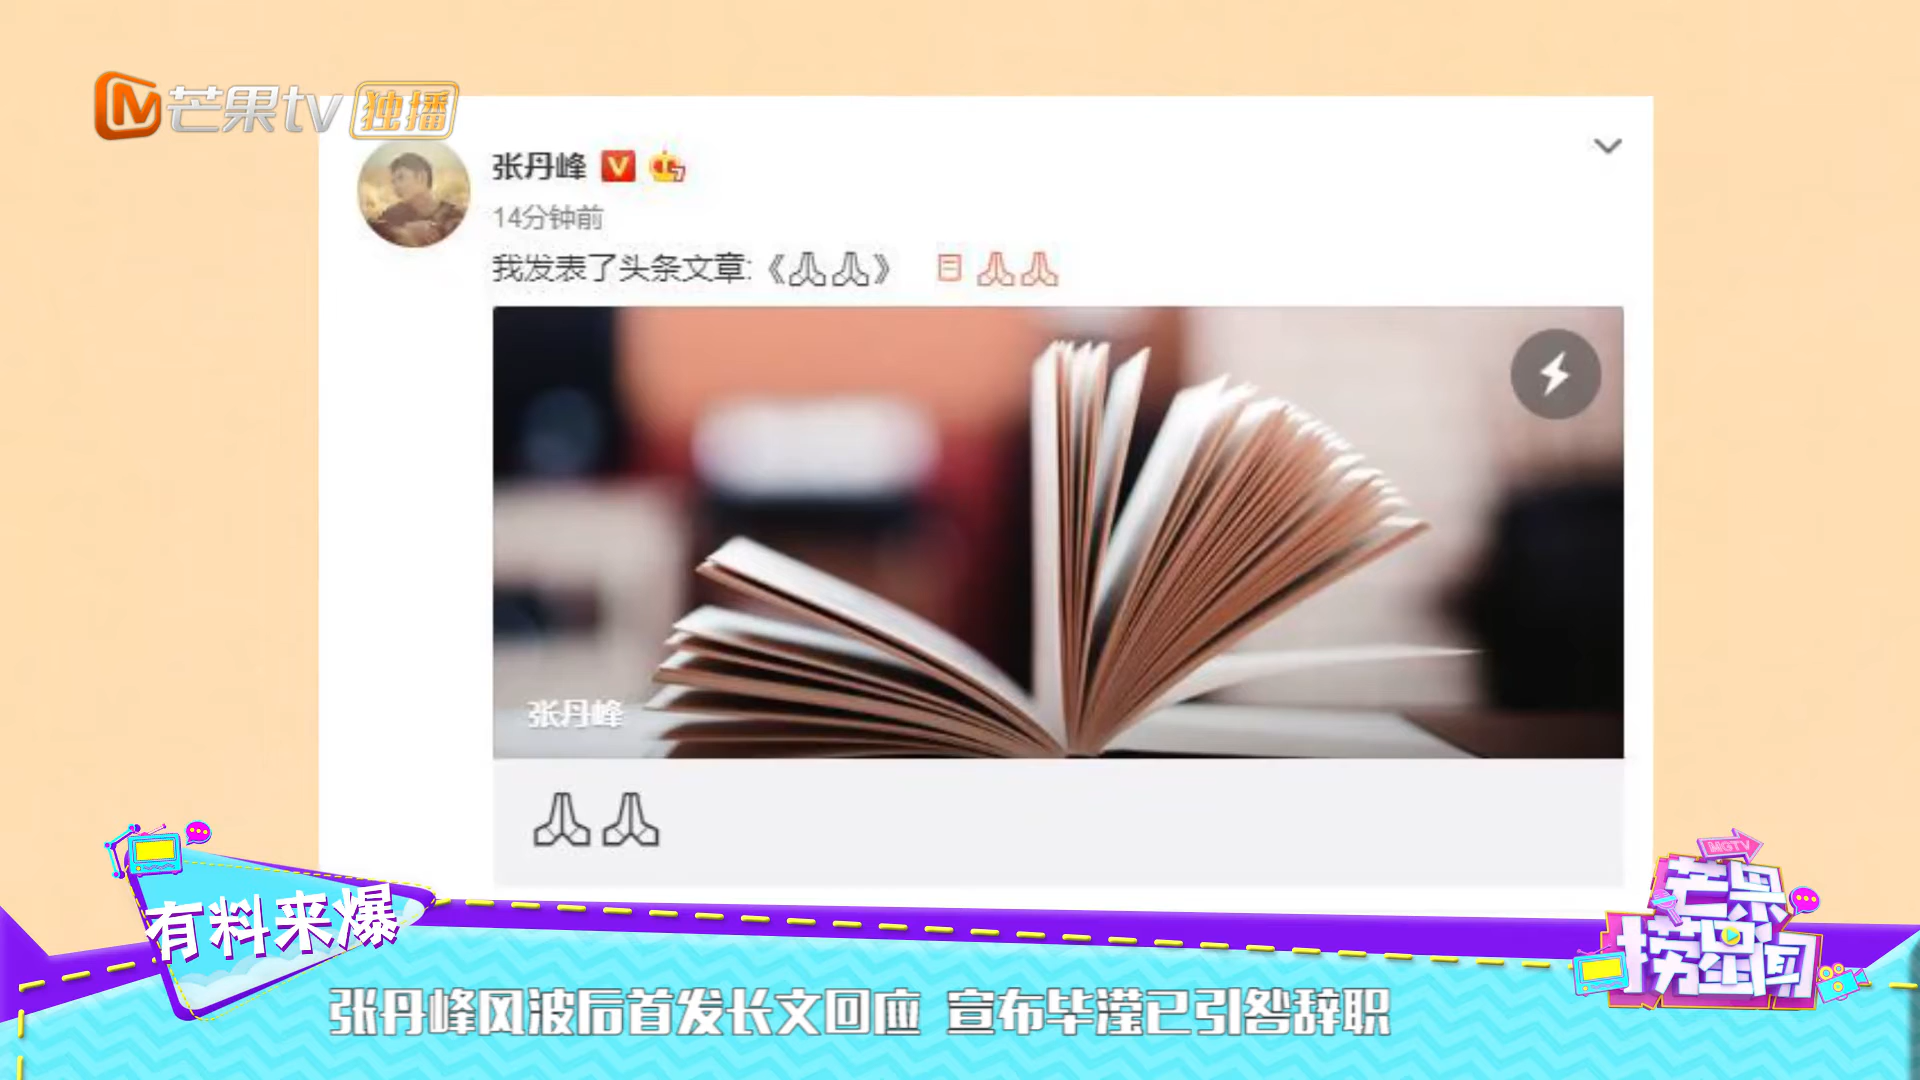 芒果tv 独播
张丹峰
14分钟前
我发表了头条文章:《🙏🙏》 🙏🙏
张丹峰
🙏🙏
有料来爆
MGTV
芒果捞星闻
张丹峰风波后首发长文回应 宣布毕滢已引咎辞职